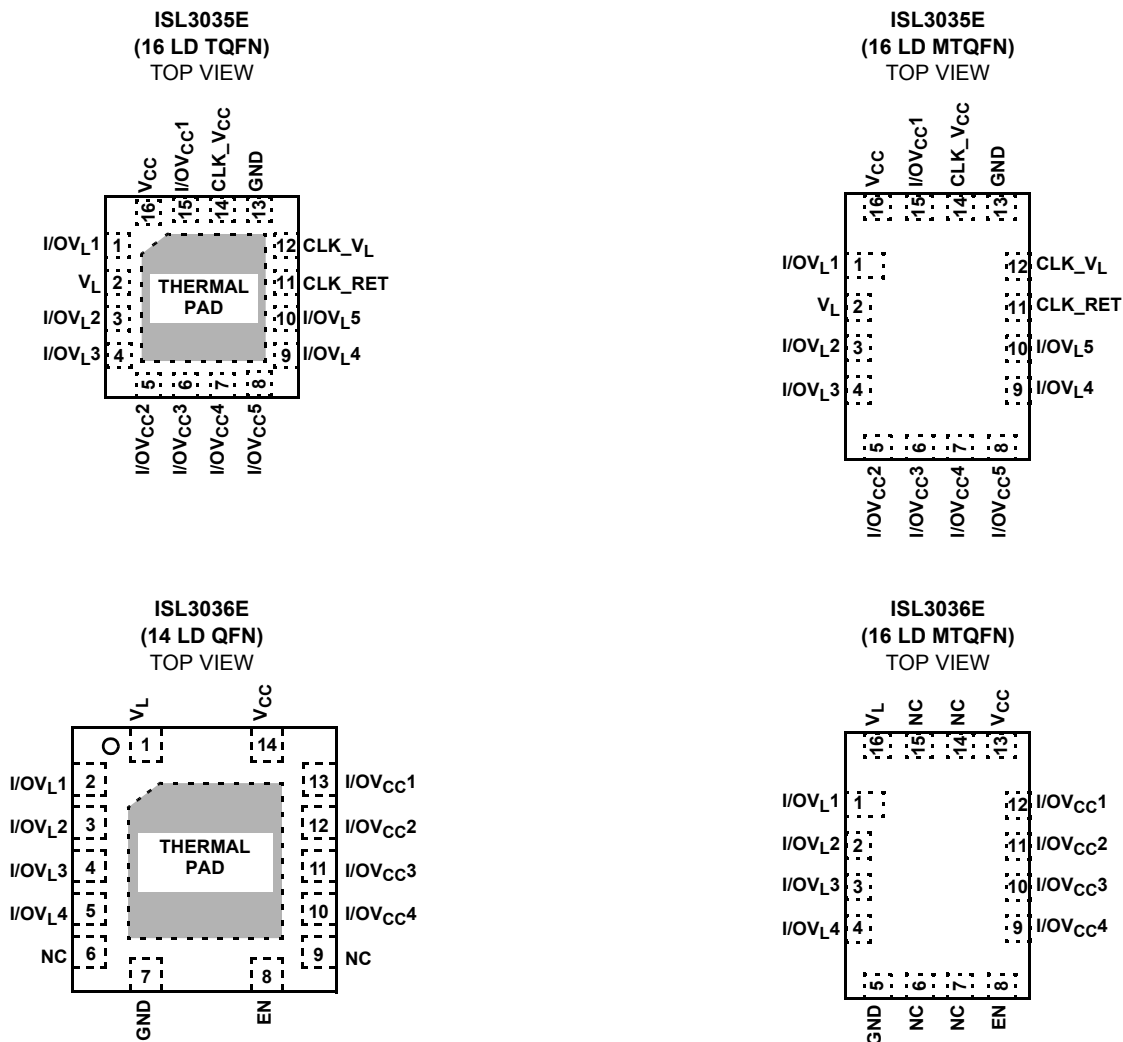 ISL3035E
(16 LD TQFN)
TOP VIEW
VCC
I/OVCC1
CLK_VCC
GND
16 15 14 13
I/OVL1 1 12 CLK_VL
VL 2 11 CLK_RET
I/OVL2 3 10 I/OVL5
I/OVL3 4 9 I/OVL4
THERMAL
PAD
5 6 7 8
I/OVCC2
I/OVCC3
I/OVCC4
I/OVCC5
ISL3035E
(16 LD MTQFN)
TOP VIEW
VCC
I/OVCC1
CLK_VCC
GND
16 15 14 13
I/OVL1 1 12 CLK_VL
VL 2 11 CLK_RET
I/OVL2 3 10 I/OVL5
I/OVL3 4 9 I/OVL4
5 6 7 8
I/OVCC2
I/OVCC3
I/OVCC4
I/OVCC5
ISL3036E
(14 LD QFN)
TOP VIEW
VL
VCC
1 14
I/OVL1 2 13 I/OVCC1
I/OVL2 3 12 I/OVCC2
I/OVL3 4 11 I/OVCC3
I/OVL4 5 10 I/OVCC4
NC 6 9 NC
THERMAL
PAD
7 8
GND
EN
ISL3036E
(16 LD MTQFN)
TOP VIEW
VL
NC
NC
VCC
16 15 14 13
I/OVL1 1 12 I/OVCC1
I/OVL2 2 11 I/OVCC2
I/OVL3 3 10 I/OVCC3
I/OVL4 4 9 I/OVCC4
5 6 7 8
GND
NC
NC
EN